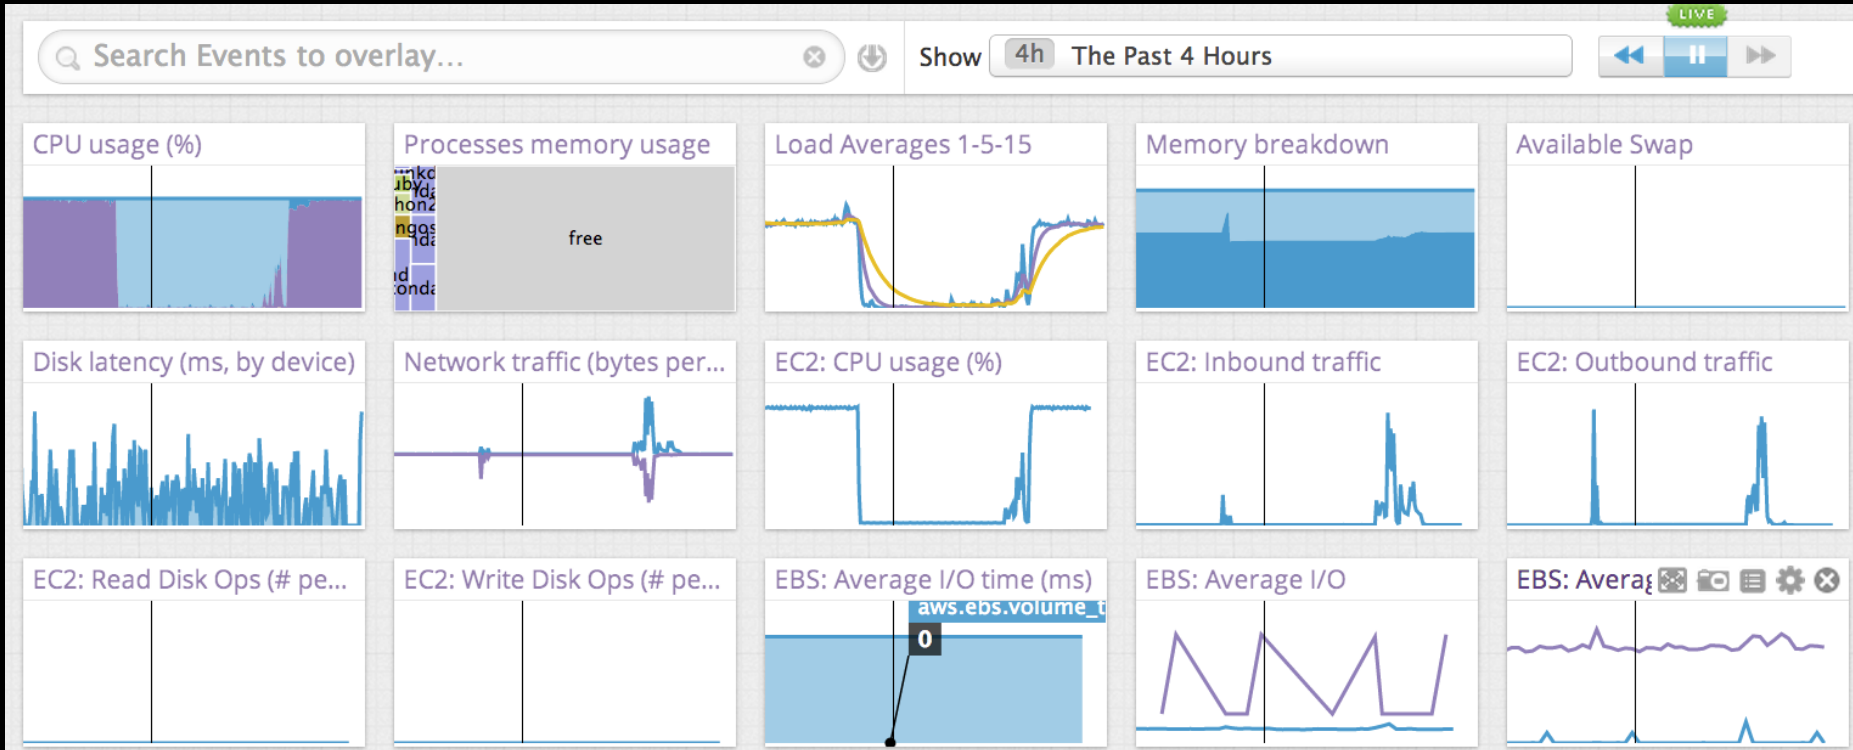 LIVE
Search Events to overlay...
Show
4h The Past 4 Hours
CPU usage (%)
Processes memory usage
Load Averages 1-5-15
Memory breakdown
Available Swap
free
Disk latency (ms, by device)
Network traffic (bytes per...
EC2: CPU usage (%)
EC2: Inbound traffic
EC2: Outbound traffic
EC2: Read Disk Ops (# pe...
EC2: Write Disk Ops (# pe...
EBS: Average I/O time (ms)
EBS: Average I/O
EBS: Averag
aws.ebs.volume_t
0